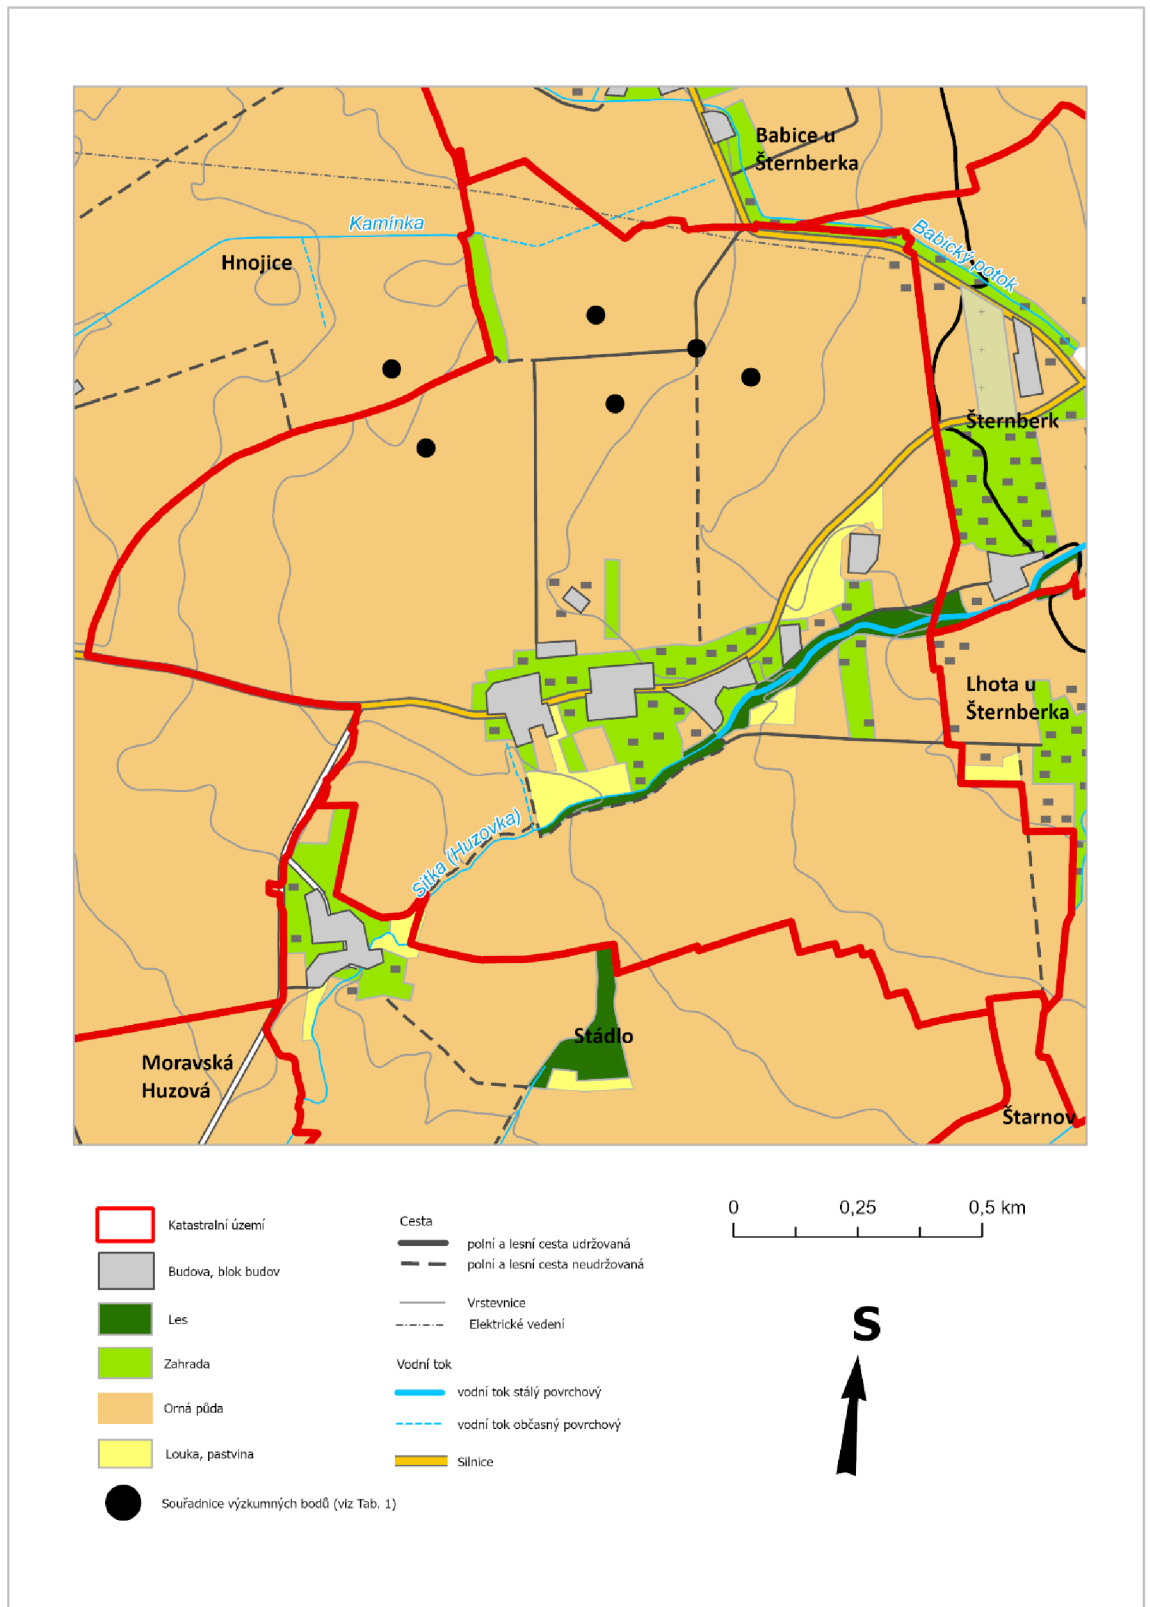 Babice u
Šternberka
Kamínka
Babický potok
Hnojice
Šternberk
Lhota u
Šternberka
Sitka (Huzovka)
Stádlo
Moravská
Huzová
Štarnov
Katastralní území
Budova, blok budov
Les
Zahrada
Orná půda
Louka, pastvina
Souřadnice výzkumných bodů (viz Tab. 1)
Cesta
polní a lesní cesta udržovaná
polní a lesní cesta neudržovaná
Vrstevnice
Elektrické vedení
Vodní tok
vodní tok stálý povrchový
vodní tok občasný povrchový
Silnice
0 0,25 0,5 km
S